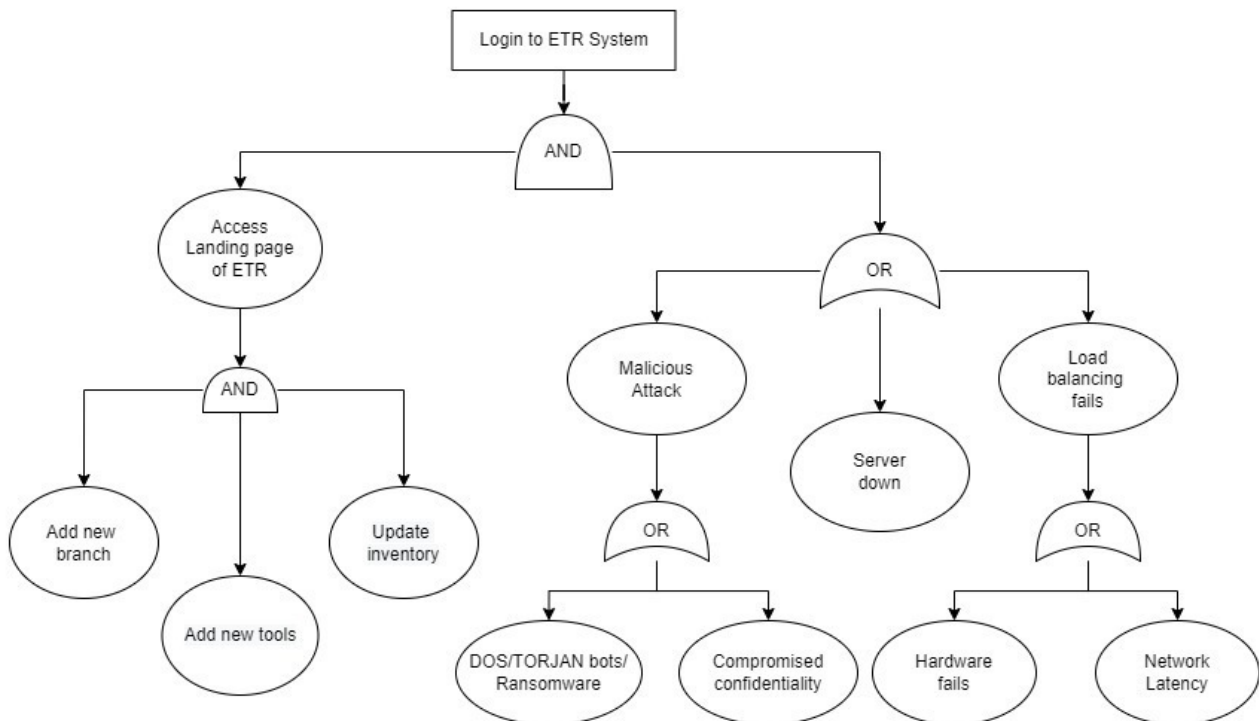 Login to ETR System
AND
Access
Landing page
of ETR
OR
Malicious
Attack
Load
balancing
fails
AND
Server
down
Add new
branch
Update
inventory
OR
OR
Add new tools
DOS/TORJAN bots/
Ransomware
Compromised
confidentiality
Hardware
fails
Network
Latency